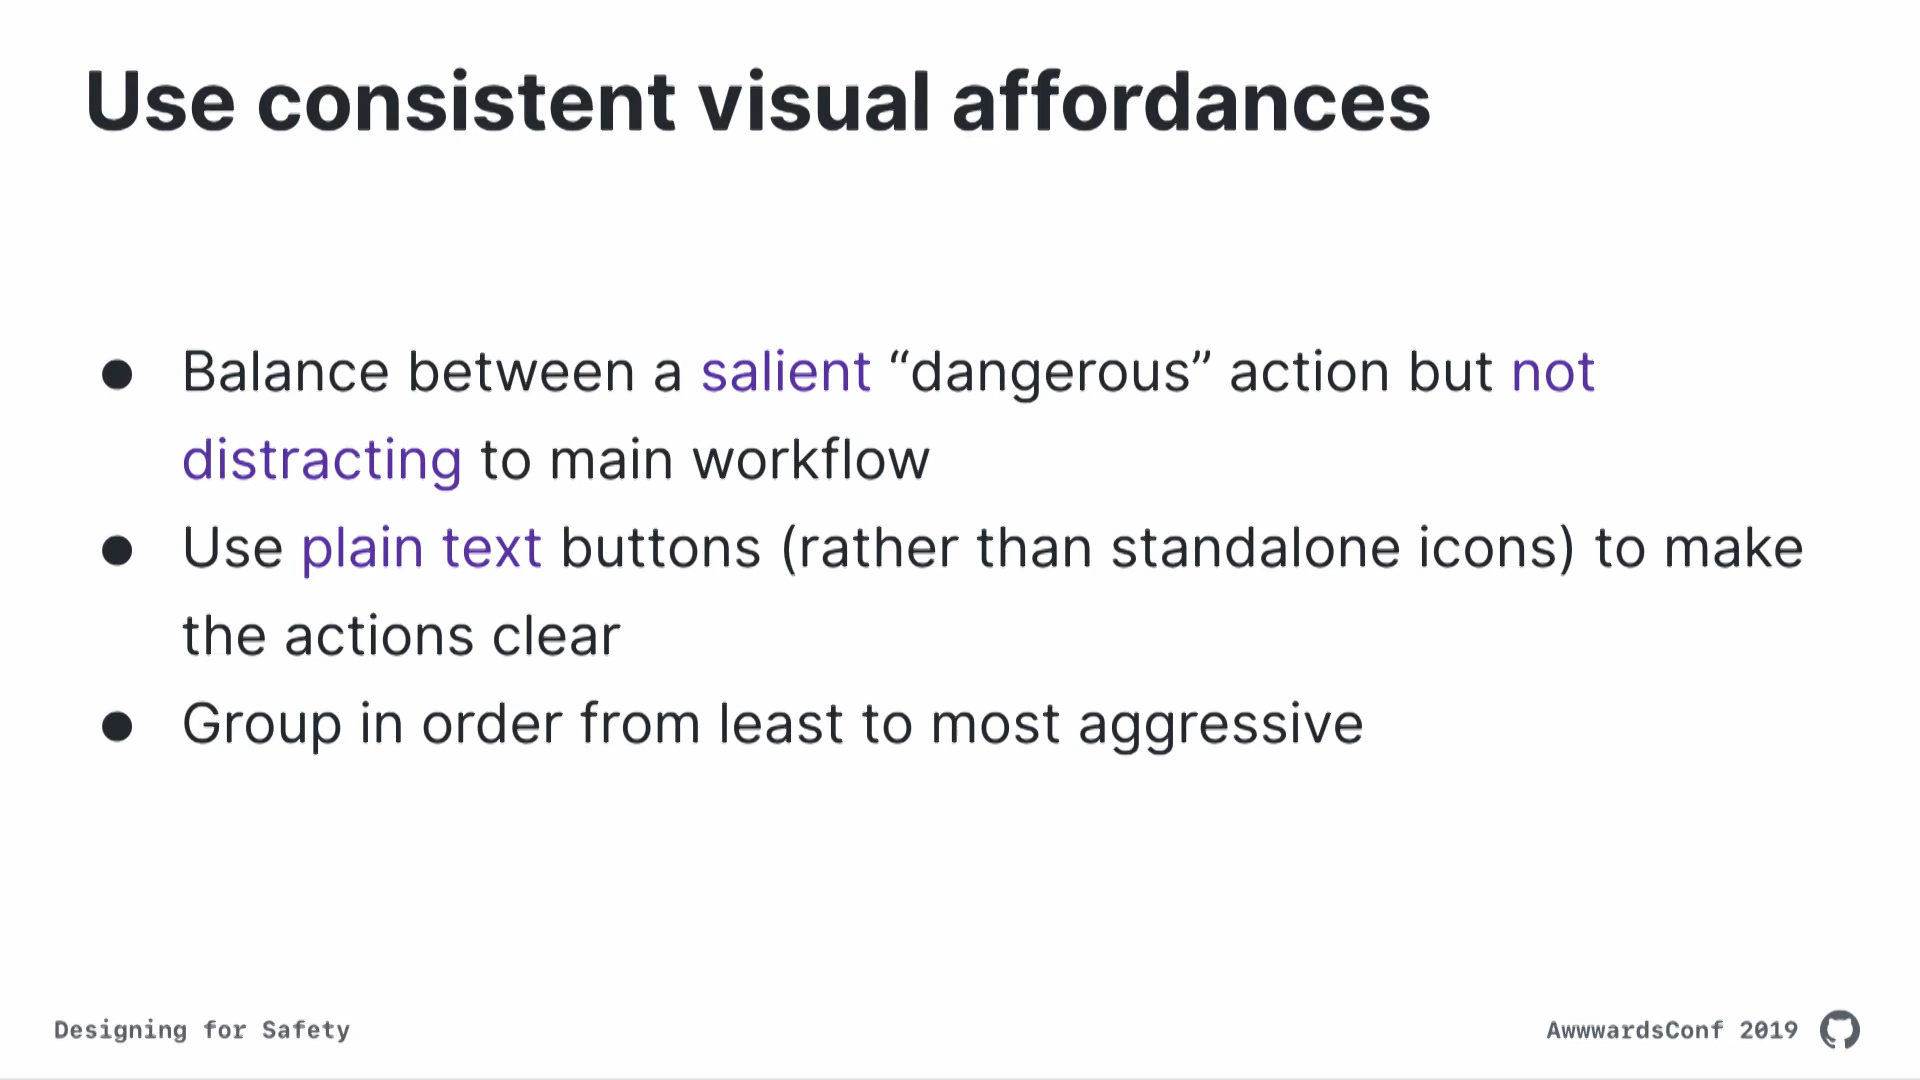 Use consistent visual affordances
● Balance between a salient “dangerous” action but not
distracting to main workflow
● Use plain text buttons (rather than standalone icons) to make
the actions clear
● Group in order from least to most aggressive
Designing for Safety
AwwwardsConf 2019